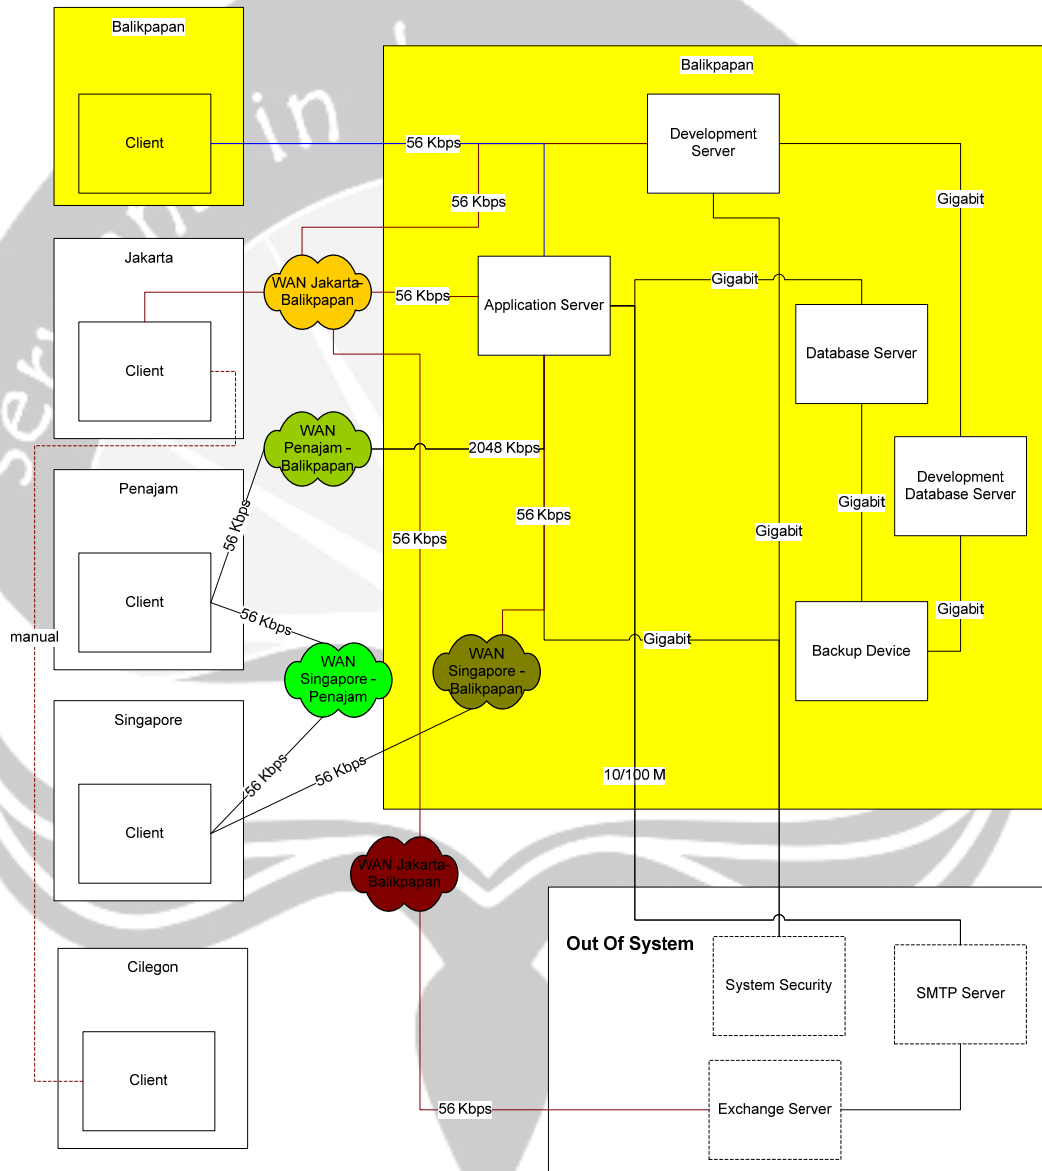 Balikpapan
Client
Balikpapan
Development
Server
56 Kbps
56 Kbps
Gigabit
Jakarta
Client
WAN Jakarta-
Balikpapan
56 Kbps
Application Server
Gigabit
Database Server
WAN
Penajam -
Balikpapan
2048 Kbps
Penajam
Client
56 Kbps
56 Kbps
56 Kbps
56 Kbps
Gigabit
Gigabit
Development
Database Server
manual
WAN
Singapore -
Penajam
WAN
Singapore -
Balikpapan
Gigabit
Gigabit
Backup Device
Singapore
Client
56 Kbps
56 Kbps
10/100 M
WAN Jakarta-
Balikpapan
Out Of System
System Security
SMTP Server
Cilegon
Client
56 Kbps
Exchange Server
serviens in